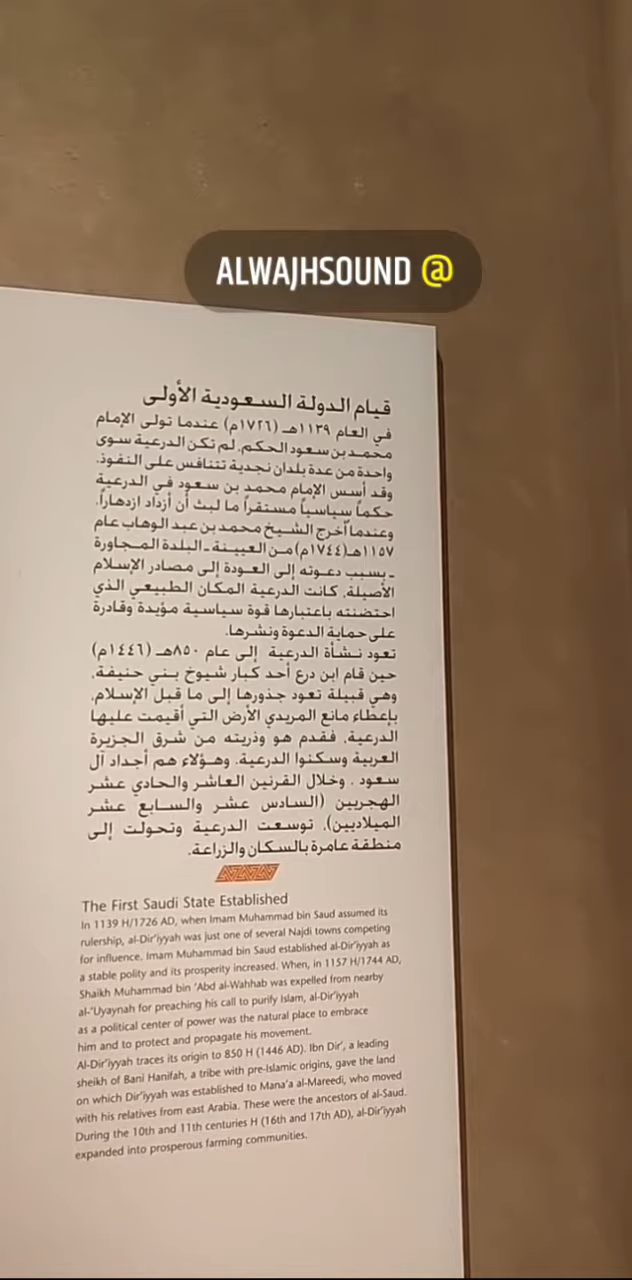 ALWAJHSOUND @
قيام الدولة السعودية الأولى
في العام ١١٣٩هـ (١٧٢٦م) عندما تولى الإمام
محمد بن سعود الحكم، لم تكن الدرعية سوى
واحدة من عدة بلدان نجدية تتنافس على النفوذ.
وقد أسس الإمام محمد بن سعود في الدرعية
حكماً سياسياً مستقراً ما لبث أن أزداد ازدهاراً.
وعندما أخرج الشيخ محمد بن عبد الوهاب عام
١١٥٧هـ(١٧٤٤م) من العيينة ـ البلدة المجاورة
ـ بسبب دعوته إلى العودة إلى مصادر الإسلام
الأصيلة، كانت الدرعية المكان الطبيعي الذي
احتضنته باعتبارها قوة سياسية مؤيدة وقادرة
على حماية الدعوة ونشرها.
تعود نشأة الدرعية إلى عام ٨٥٠هـ (١٤٤٦م)
حين قام ابن درع أحد كبار شيوخ بني حنيفة،
وهي قبيلة تعود جذورها إلى ما قبل الإسلام،
بإعطاء مانع المريدي الأرض التي أقيمت عليها
الدرعية، فقدم هو وذريته من شرق الجزيرة
العربية وسكنوا الدرعية، وهؤلاء هم أجداد آل
سعود . وخلال القرنين العاشر والحادي عشر
الهجريين (السادس عشر والسابع عشر
الميلاديين)، توسعت الدرعية وتحولت إلى
منطقة عامرة بالسكان والزراعة.
The First Saudi State Established
In 1139 H/1726 AD, when Imam Muhammad bin Saud assumed its
rulership, al-Dir'iyyah was just one of several Najdi towns competing
for influence. Imam Muhammad bin Saud established al-Dir'iyyah as
a stable polity and its prosperity increased. When, in 1157 H/1744 AD,
Shaikh Muhammad bin 'Abd al-Wahhab was expelled from nearby
al-'Uyaynah for preaching his call to purify Islam, al-Dir'iyyah
as a political center of power was the natural place to embrace
him and to protect and propagate his movement.
Al-Dir'iyyah traces its origin to 850 H (1446 AD). Ibn Dir', a leading
sheikh of Bani Hanifah, a tribe with pre-Islamic origins, gave the land
on which Dir'iyyah was established to Mana'a al-Mareedi, who moved
with his relatives from east Arabia. These were the ancestors of al-Saud.
During the 10th and 11th centuries H (16th and 17th AD), al-Dir'iyyah
expanded into prosperous farming communities.